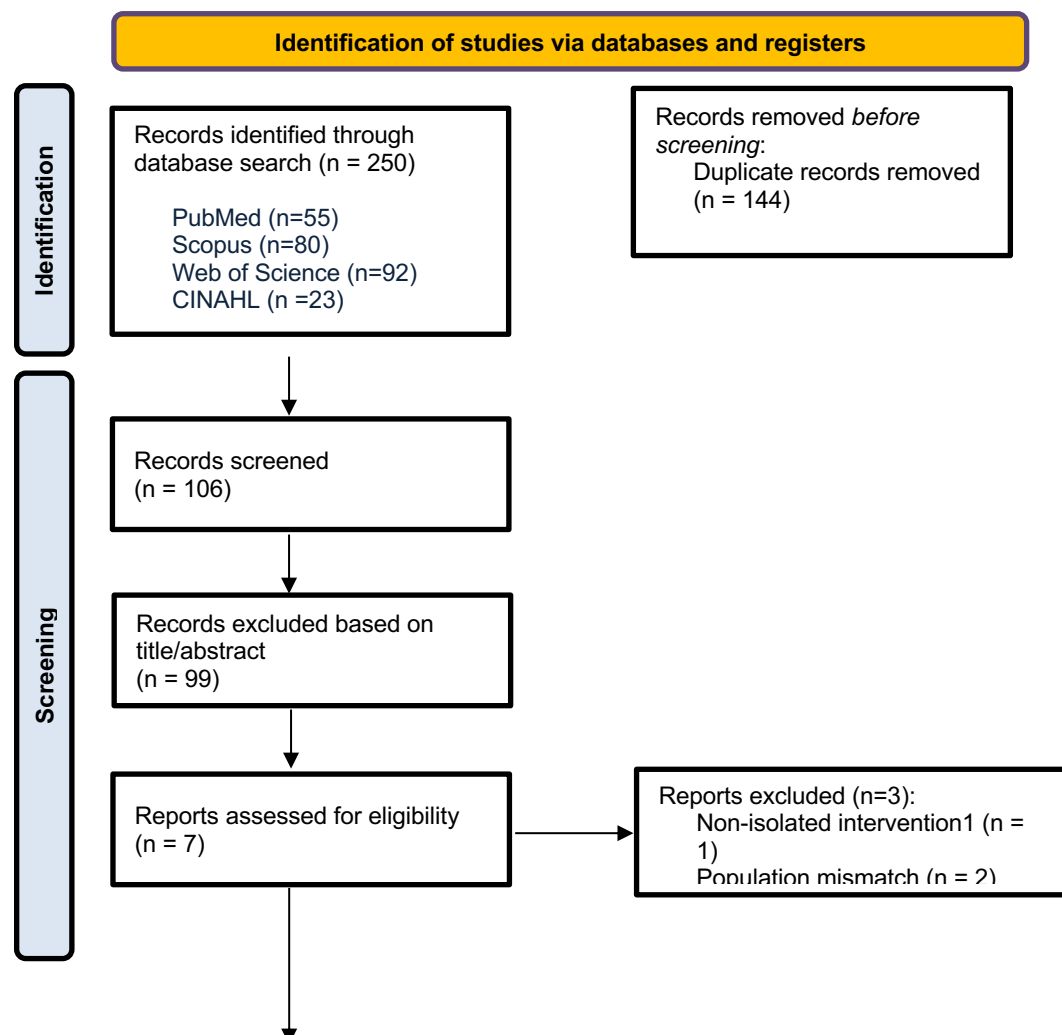 Identification of studies via databases and registers
Identification
Records identified through
database search (n = 250)
PubMed (n=55)
Scopus (n=80)
Web of Science (n=92)
CINAHL (n =23)
Records removed before
screening:
Duplicate records removed
(n = 144)
Screening
Records screened
(n = 106)
Records excluded based on
title/abstract
(n = 99)
Reports assessed for eligibility
(n = 7)
Reports excluded (n=3):
Non-isolated intervention1 (n =
1)
Population mismatch (n = 2)